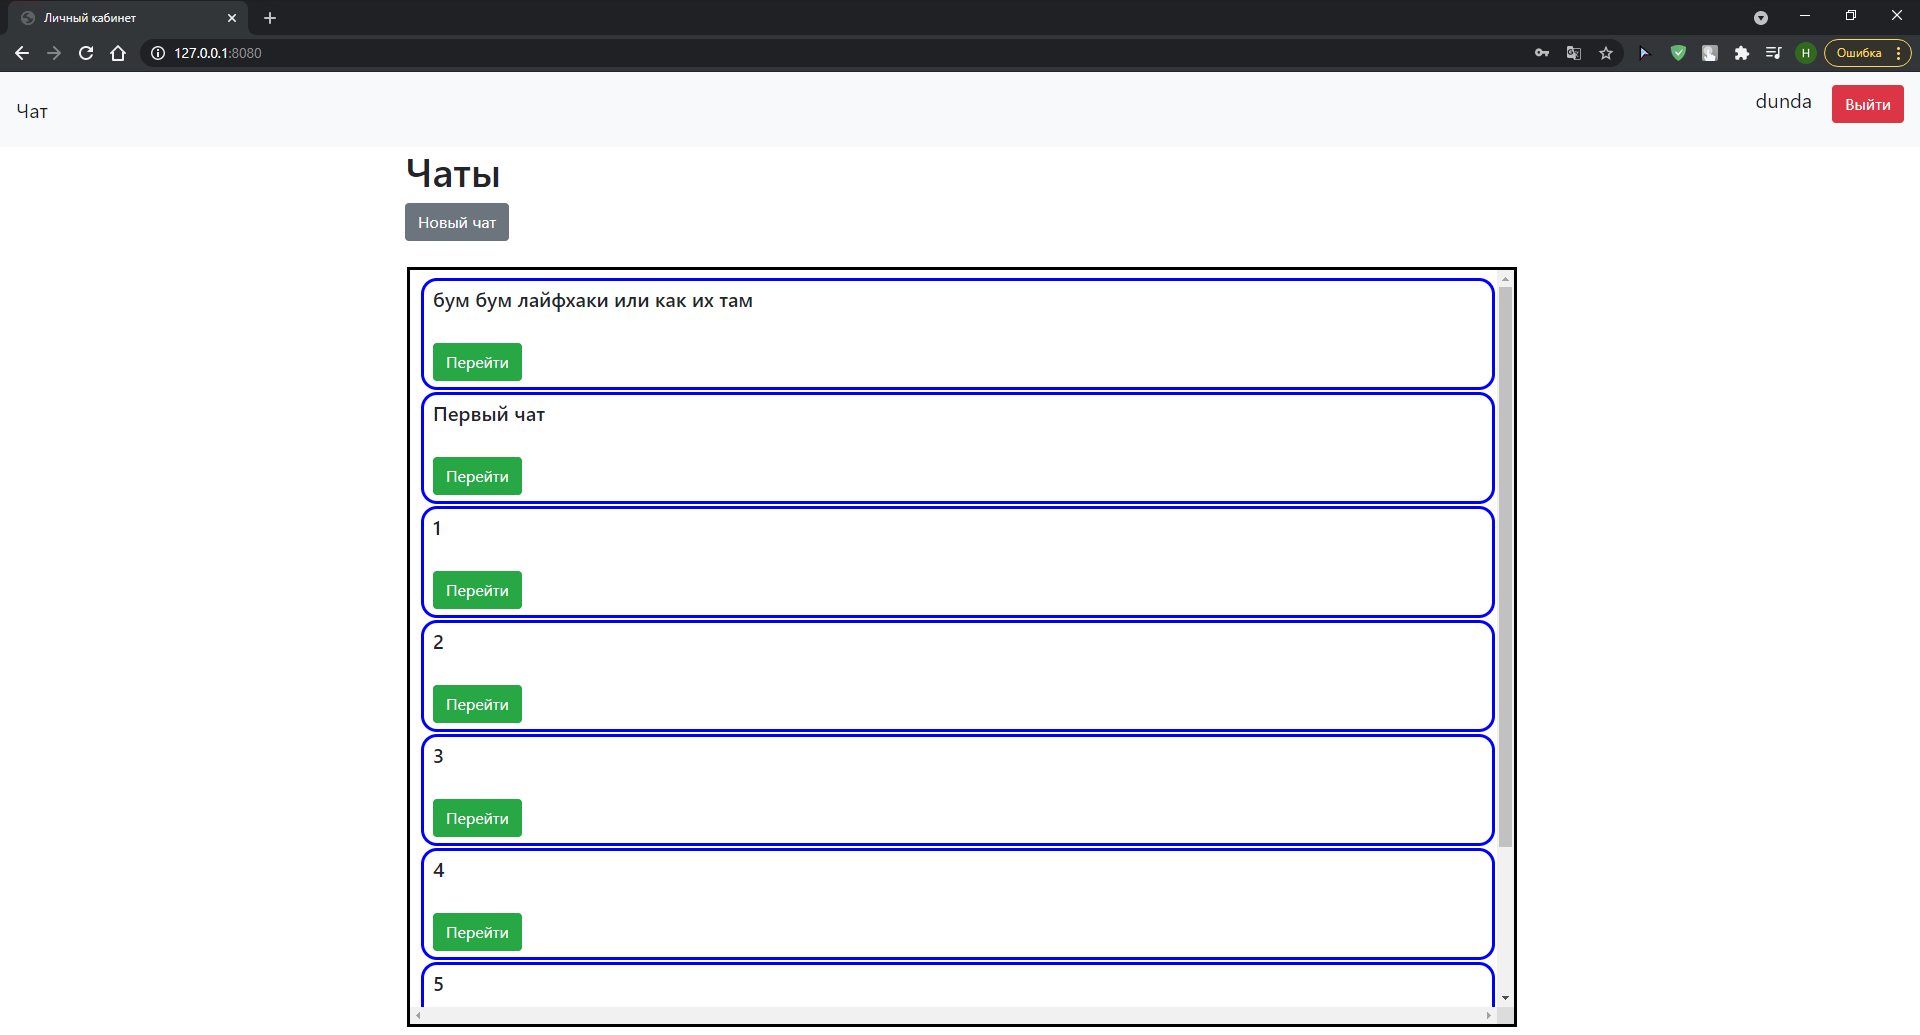 Личный кабинет
127.0.0.1:8080
H
Ошибка
Чат
dunda
Выйти
Чаты
Новый чат
бум бум лайфхаки или как их там
Перейти
Первый чат
Перейти
1
Перейти
2
Перейти
3
Перейти
4
Перейти
5